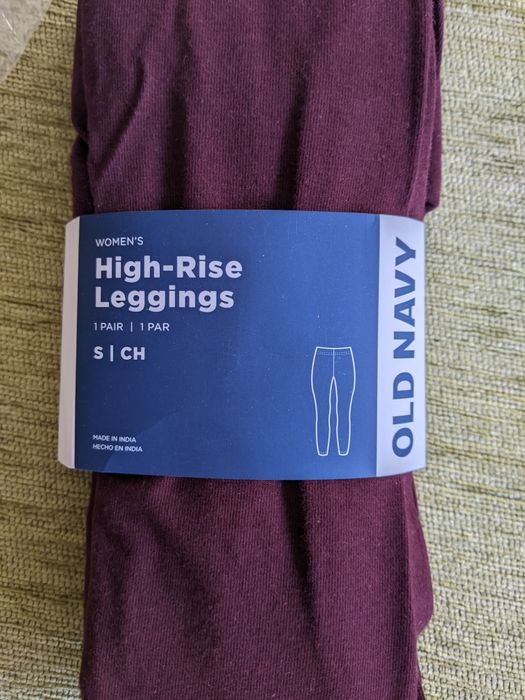 WOMEN'S
High-Rise
Leggings
1 PAIR | 1 PAR
S | CH
MADE IN INDIA
HECHO EN INDIA
OLD NAVY